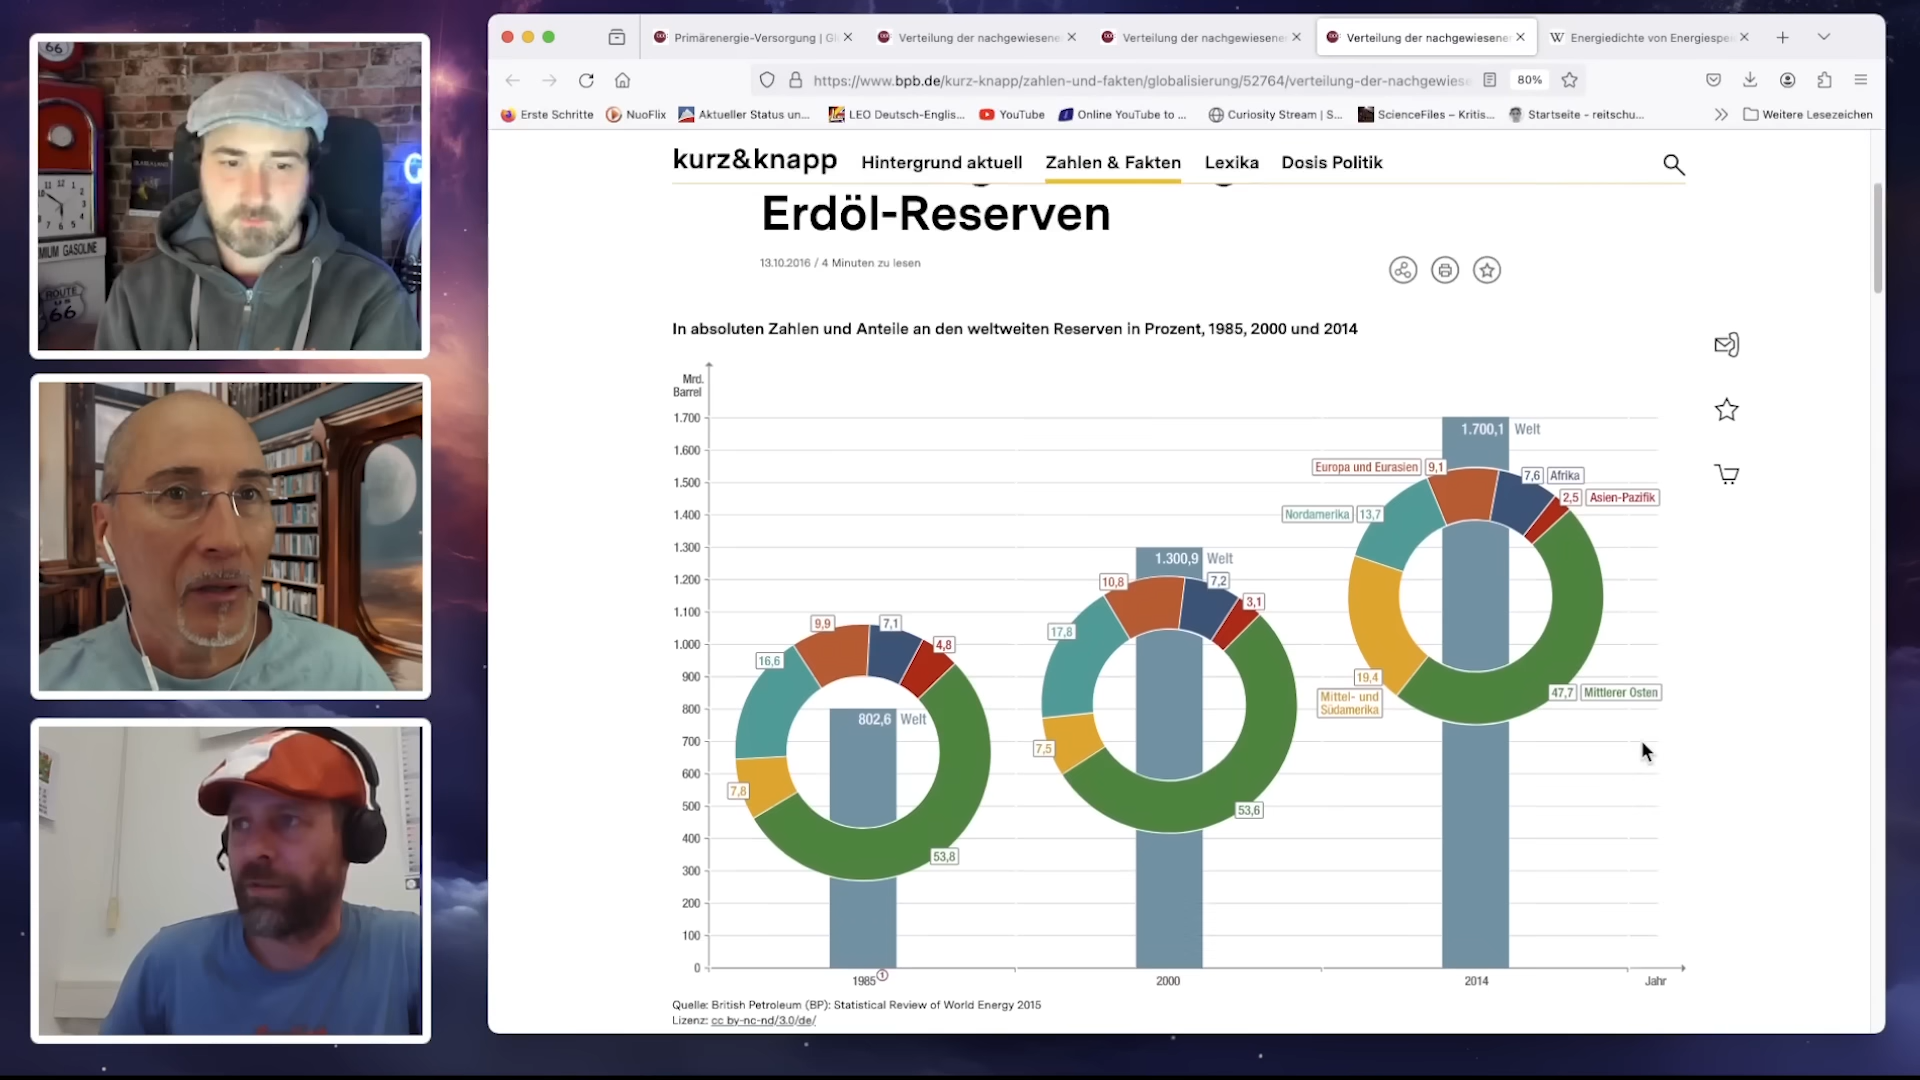 66
11 12 1
MIUM GASOLINE
ROUTE
66
Primärenergie-Versorgung | Gl
Verteilung der nachgewiesene
Verteilung der nachgewiesene
Verteilung der nachgewiesene
W Energiedichte von Energiespe
https://www.bpb.de/kurz-knapp/zahlen-und-fakten/globalisierung/52764/verteilung-der-nachgewiese
80%
Erste Schritte
NuoFlix
Aktueller Status un...
LEO Deutsch-Englis...
YouTube
Online YouTube to ...
Curiosity Stream | S...
ScienceFiles – Kritis...
Startseite - reitschu...
Weitere Lesezeichen
kurz&knapp
Hintergrund aktuell
Zahlen & Fakten
Lexika
Dosis Politik
Erdöl-Reserven
13.10.2016 / 4 Minuten zu lesen
In absoluten Zahlen und Anteile an den weltweiten Reserven in Prozent, 1985, 2000 und 2014
Mrd.
Barrel
1.700
1.600
1.500
1.400
1.300
1.200
1.100
1.000
900
800
700
600
500
400
300
200
100
0
802,6 Welt
9,9
7,1
4,8
16,6
7,8
53,8
1.300,9 Welt
10,8
7,2
3,1
17,8
7,5
53,6
1.700,1 Welt
Europa und Eurasien 9,1
7,6 Afrika
2,5 Asien-Pazifik
Nordamerika 13,7
19,4
Mittel- und
Südamerika
47,7 Mittlerer Osten
1985 1
2000
2014
Jahr
Quelle: British Petroleum (BP): Statistical Review of World Energy 2015
Lizenz: cc by-nc-nd/3.0/de/